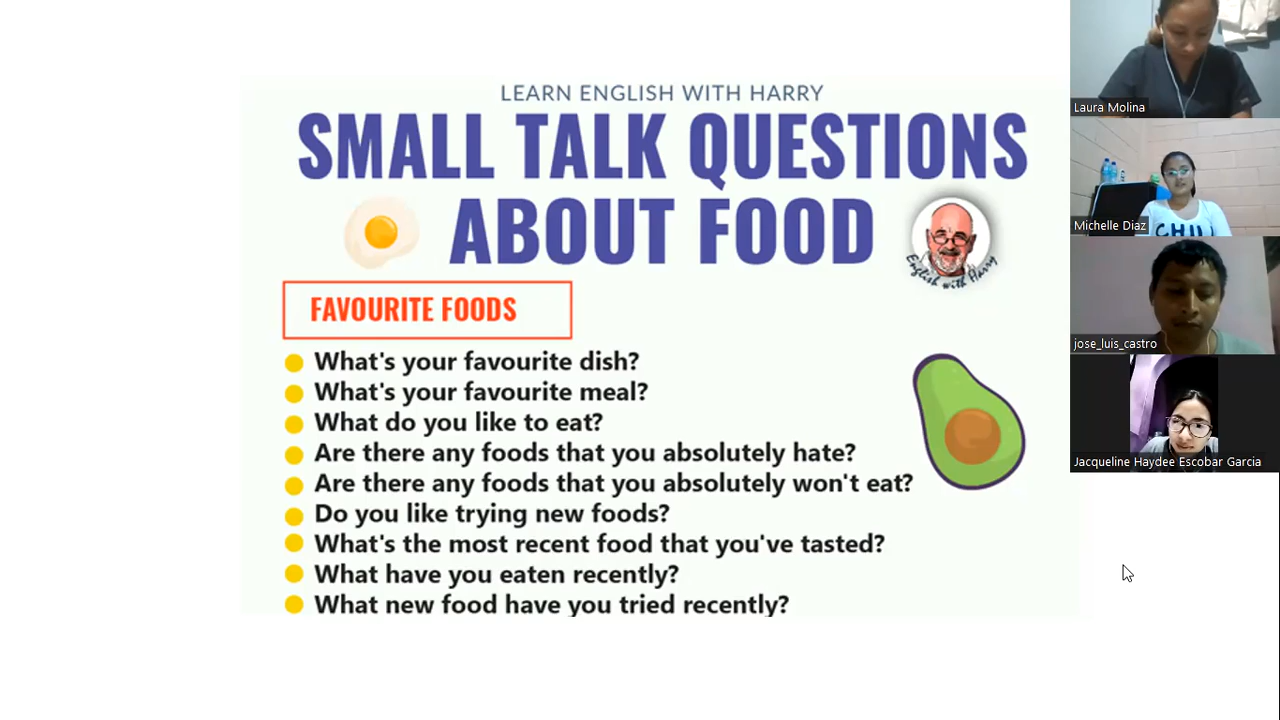 LEARN ENGLISH WITH HARRY
SMALL TALK QUESTIONS
ABOUT FOOD
English with Harry
FAVOURITE FOODS
What's your favourite dish?
What's your favourite meal?
What do you like to eat?
Are there any foods that you absolutely hate?
Are there any foods that you absolutely won't eat?
Do you like trying new foods?
What's the most recent food that you've tasted?
What have you eaten recently?
What new food have you tried recently?
Laura Molina
Michelle Diaz
jose_luis_castro
Jacqueline Haydee Escobar Garcia